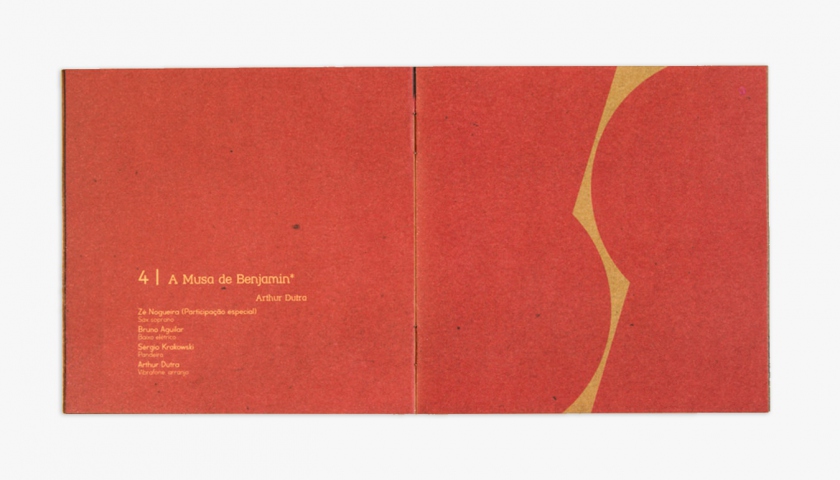 4 | A Musa de Benjamin*
Arthur Dutra
Zé Nogueira (Participação especial)
Sax soprano
Bruno Aguilar
Baixo elétrico
Sergio Krakowski
Pandeiro
Arthur Dutra
Vibrafone arranjo